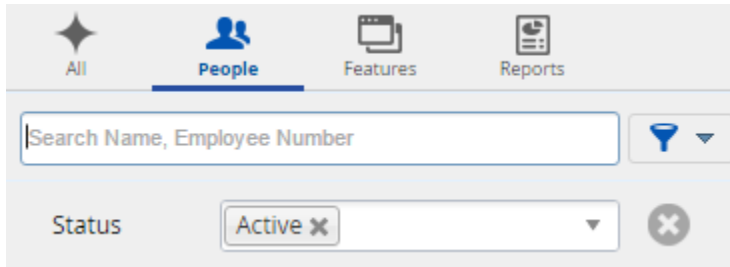 All People Features Reports
Search Name, Employee Number
Status Active